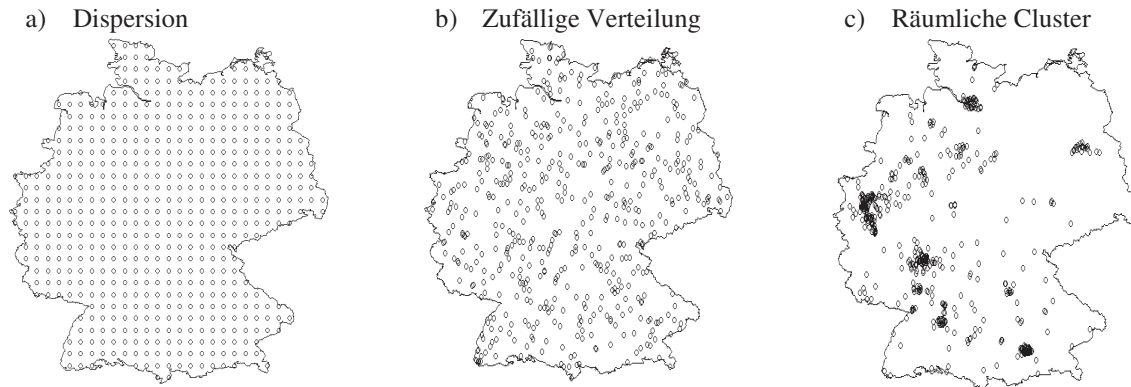 a) Dispersion
b) Zufällige Verteilung
c) Räumliche Cluster